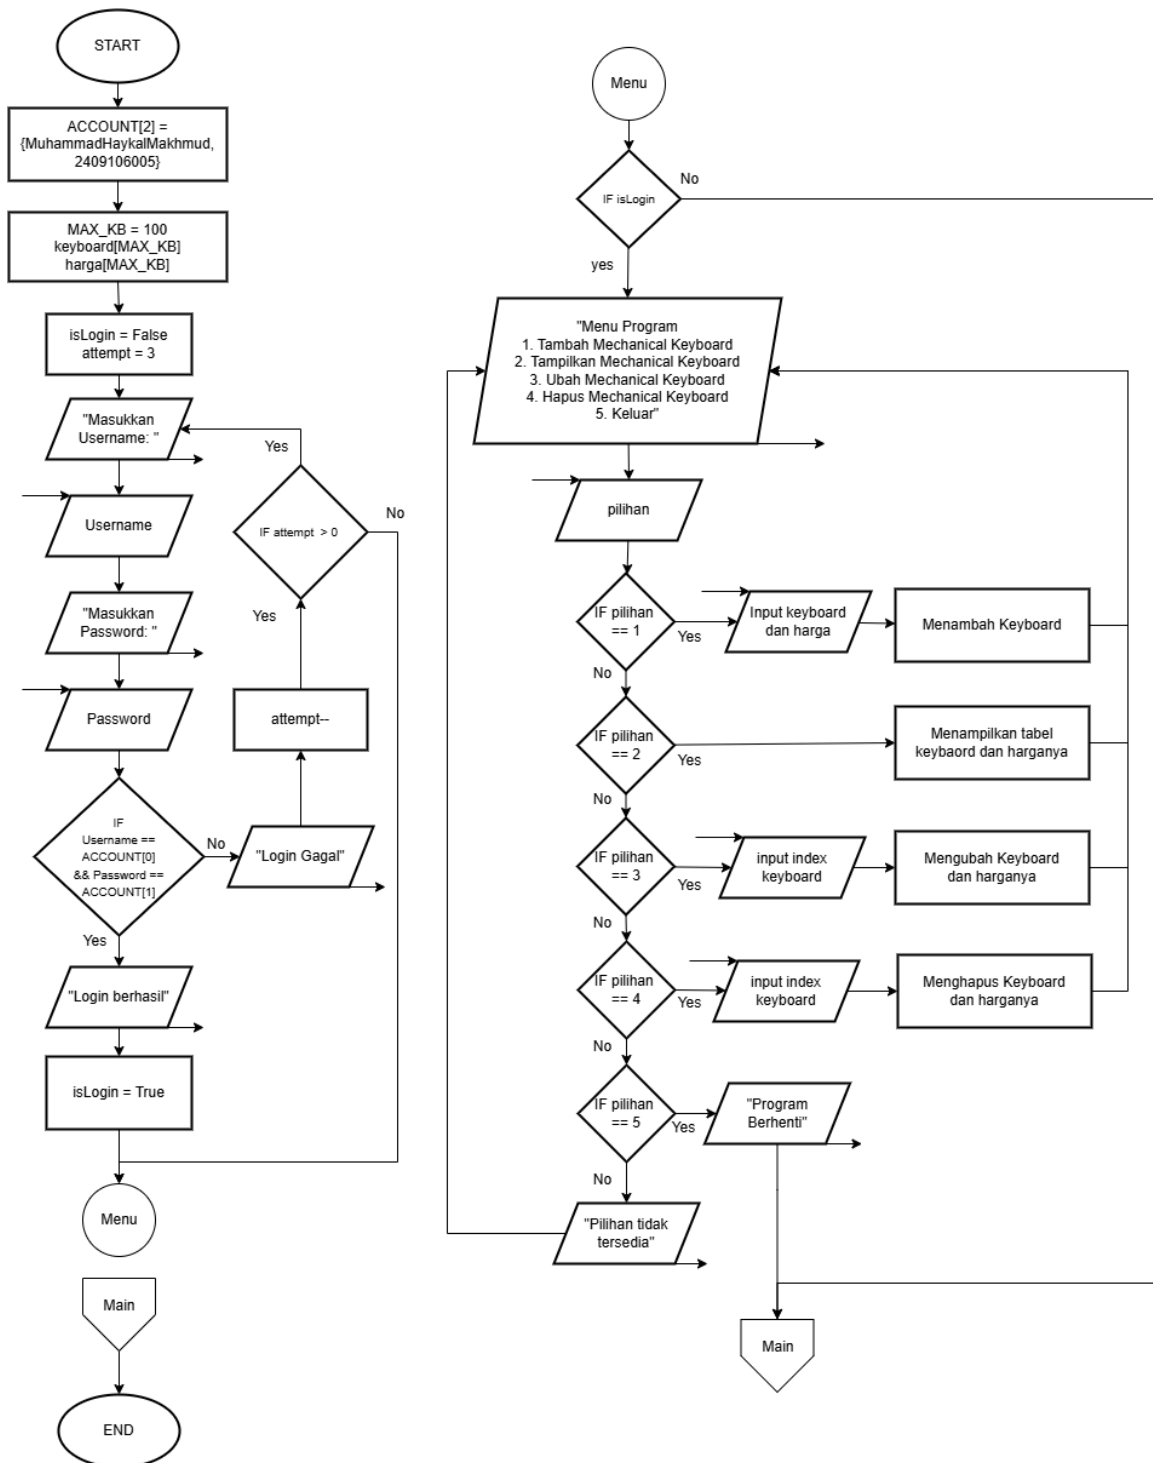 START
ACCOUNT[2] =
{MuhammadHaykalMakhmud,
2409106005}
MAX_KB = 100
keyboard[MAX_KB]
harga[MAX_KB]
isLogin = False
attempt = 3
"Masukkan
Username: "
Username
"Masukkan
Password: "
Password
IF
Username ==
ACCOUNT[0]
&& Password ==
ACCOUNT[1]
No
"Login Gagal"
attempt--
Yes
IF attempt > 0
Yes
No
Yes
"Login berhasil"
isLogin = True
Menu
Main
END
Menu
IF isLogin
No
yes
"Menu Program
1. Tambah Mechanical Keyboard
2. Tampilkan Mechanical Keyboard
3. Ubah Mechanical Keyboard
4. Hapus Mechanical Keyboard
5. Keluar"
pilihan
IF pilihan
== 1
Yes
Input keyboard
dan harga
Menambah Keyboard
No
IF pilihan
== 2
Yes
Menampilkan tabel
keybaord dan harganya
No
IF pilihan
== 3
Yes
input index
keyboard
Mengubah Keyboard
dan harganya
No
IF pilihan
== 4
Yes
input index
keyboard
Menghapus Keyboard
dan harganya
No
IF pilihan
== 5
Yes
"Program
Berhenti"
No
"Pilihan tidak
tersedia"
Main